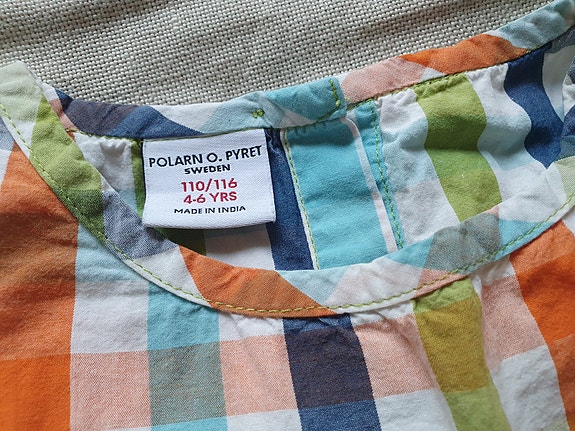 POLARN O. PYRET
SWEDEN
110/116
4-6 YRS
MADE IN INDIA